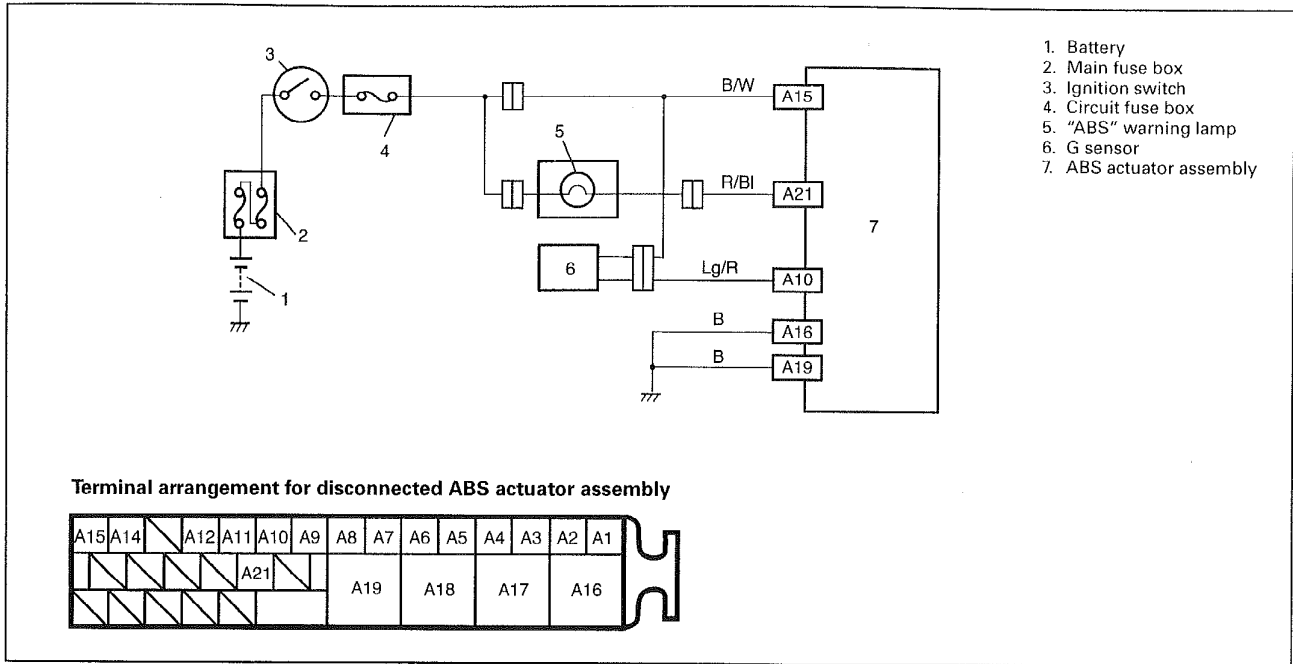 3
4
2
1
5
6
B/W
R/Bl
Lg/R
B
B
A15
A21
A10
A16
A19
7
1. Battery
2. Main fuse box
3. Ignition switch
4. Circuit fuse box
5. "ABS" warning lamp
6. G sensor
7. ABS actuator assembly
Terminal arrangement for disconnected ABS actuator assembly
A15 A14 A12 A11 A10 A9 A8 A7 A6 A5 A4 A3 A2 A1
A21 A19 A18 A17 A16